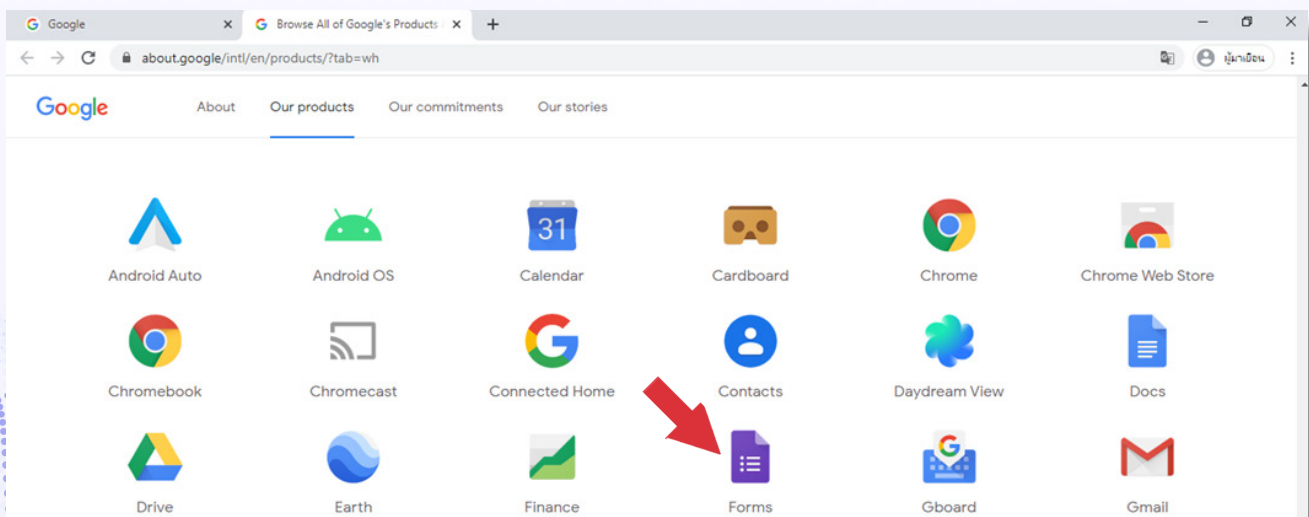 Google
Browse All of Google's Products
about.google/intl/en/products/?tab=wh
ผู้มาเยือน
Google
About
Our products
Our commitments
Our stories
31
Android Auto
Android OS
Calendar
Cardboard
Chrome
Chrome Web Store
G
Chromebook
Chromecast
Connected Home
Contacts
Daydream View
Docs
G
Drive
Earth
Finance
Forms
Gboard
Gmail